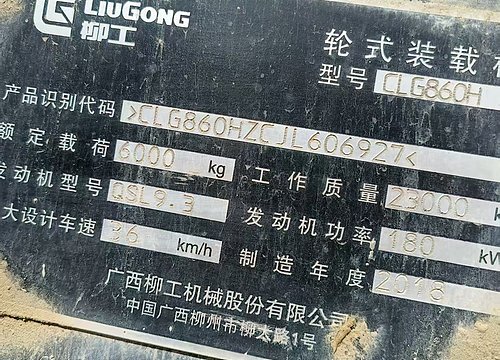 LiuGong
柳工
轮式装载
型号 CLG860H
产品识别代码 >CLG860HZCJL606927<
额定载荷 6000 kg 工作质量 23000
发动机型号 QSL9.3 发动机功率 180 kW
大设计车速 36 km/h 制造年度 2018
广西柳工机械股份有限公司
中国广西柳州市柳太路1号